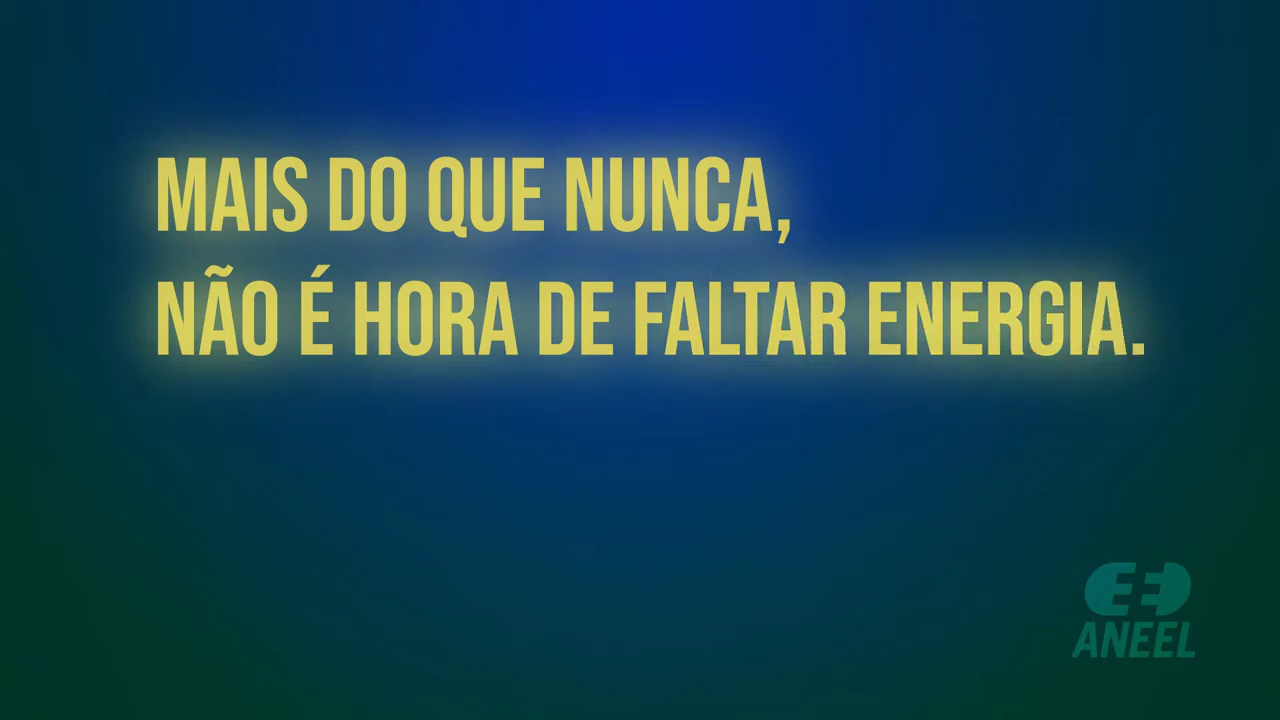 MAIS DO QUE NUNCA,
NÃO É HORA DE FALTAR ENERGIA.
ANEEL